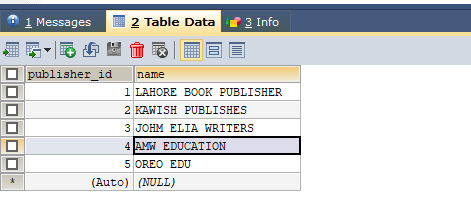 1 Messages 2 Table Data 3 Info
publisher_id name
1 LAHORE BOOK PUBLISHER
2 KAWISH PUBLISHES
3 JOHM ELIA WRITERS
4 AMW EDUCATION
5 OREO EDU
* (Auto) (NULL)